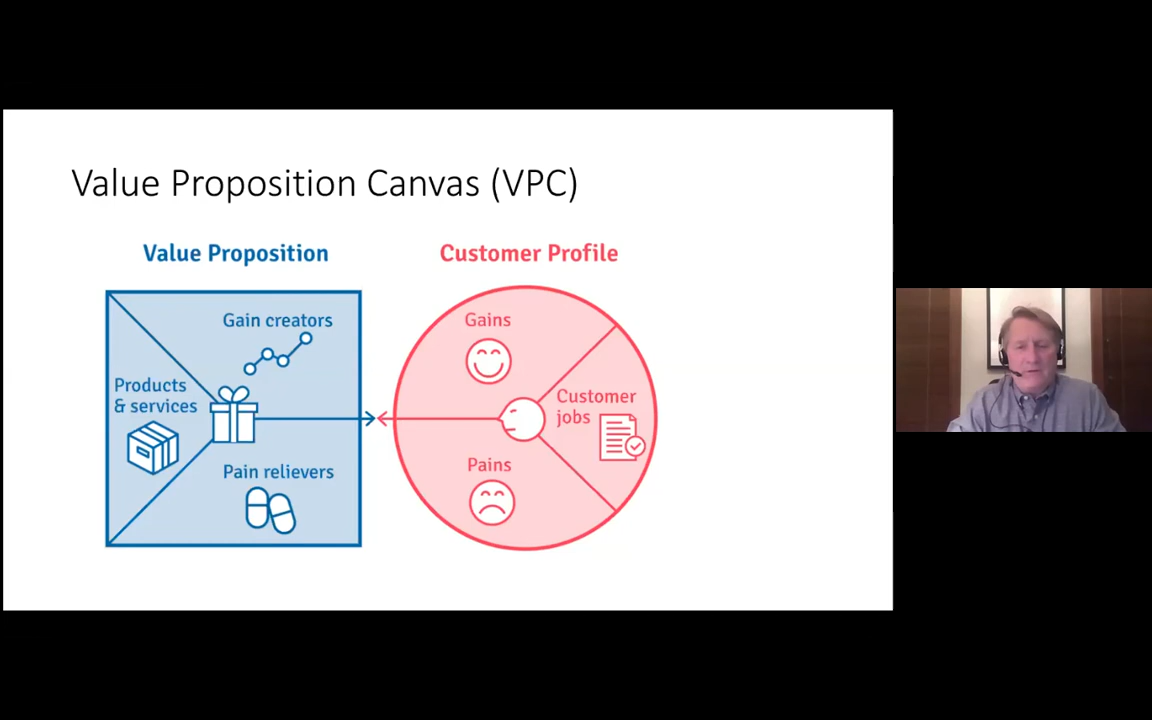 Value Proposition Canvas (VPC)
Value Proposition
Customer Profile
Gain creators
Products
& services
Pain relievers
Gains
Customer
jobs
Pains